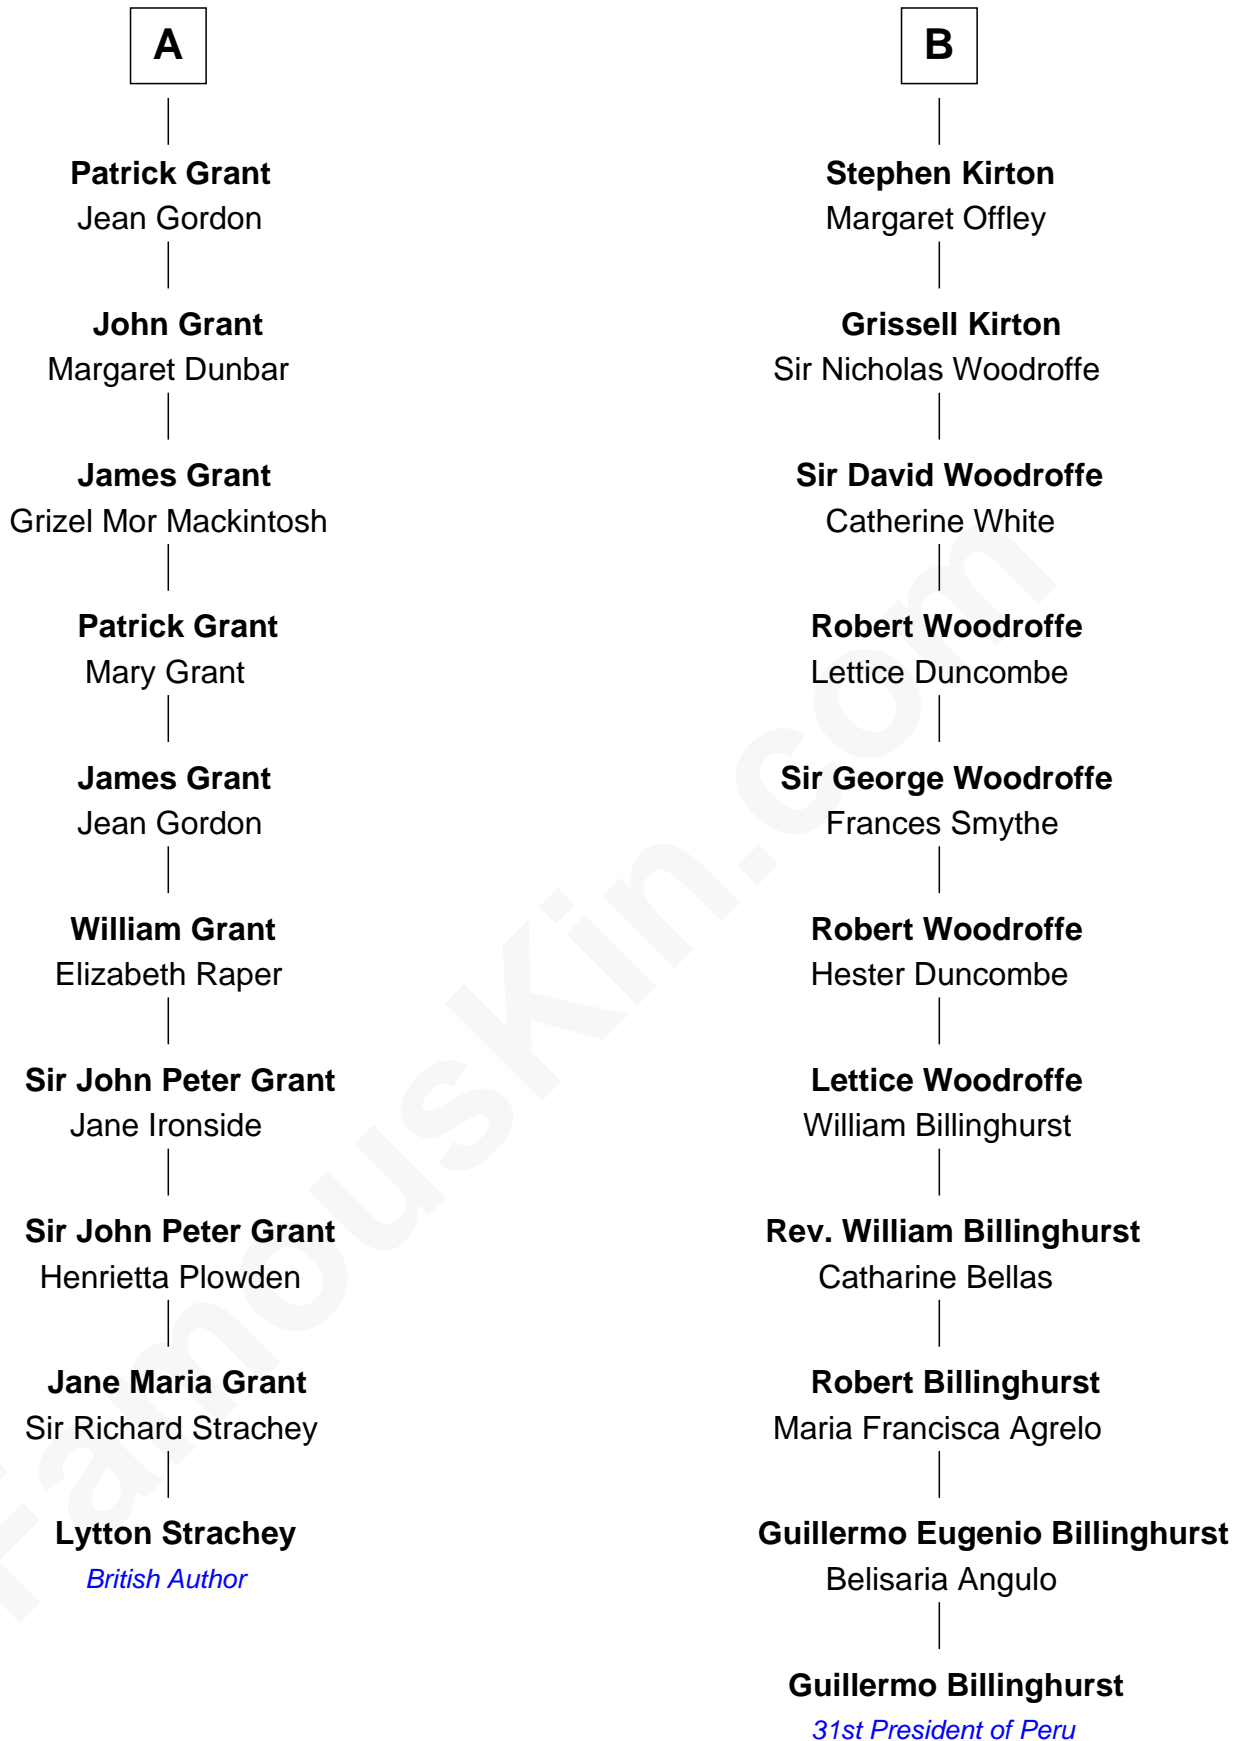 A
Patrick Grant
Jean Gordon
John Grant
Margaret Dunbar
James Grant
Grizel Mor Mackintosh
Patrick Grant
Mary Grant
James Grant
Jean Gordon
William Grant
Elizabeth Raper
Sir John Peter Grant
Jane Ironside
Sir John Peter Grant
Henrietta Plowden
Jane Maria Grant
Sir Richard Strachey
Lytton Strachey
British Author
B
Stephen Kirton
Margaret Offley
Grissell Kirton
Sir Nicholas Woodroffe
Sir David Woodroffe
Catherine White
Robert Woodroffe
Lettice Duncombe
Sir George Woodroffe
Frances Smythe
Robert Woodroffe
Hester Duncombe
Lettice Woodroffe
William Billinghurst
Rev. William Billinghurst
Catharine Bellas
Robert Billinghurst
Maria Francisca Agrelo
Guillermo Eugenio Billinghurst
Belisaria Angulo
Guillermo Billinghurst
31st President of Peru
FamousKin.com